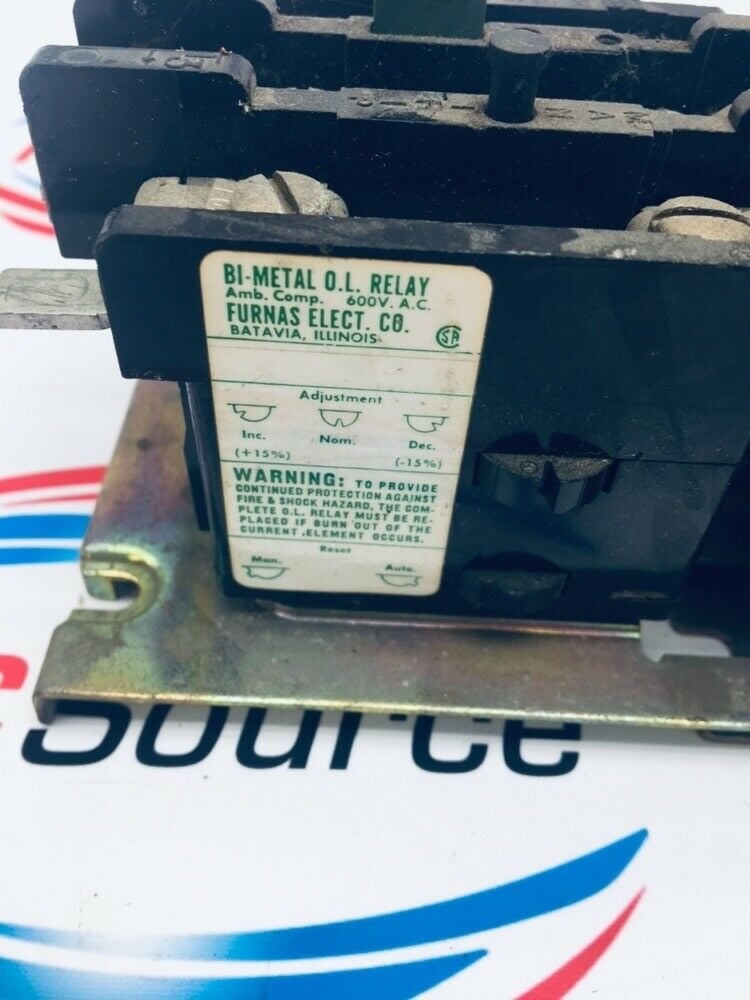 BI-METAL O.L. RELAY
Amb. Comp. 600V. A.C.
FURNAS ELECT. CO.
BATAVIA, ILLINOIS
Adjustment
Inc. Nom. Dec.
(+15%) (-15%)
WARNING: TO PROVIDE
CONTINUED PROTECTION AGAINST
FIRE & SHOCK HAZARD, THE COM-
PLETE O.L. RELAY MUST BE RE-
PLACED IF BURN OUT OF THE
CURRENT ELEMENT OCCURS.
Reset
Man. Auto.
Source